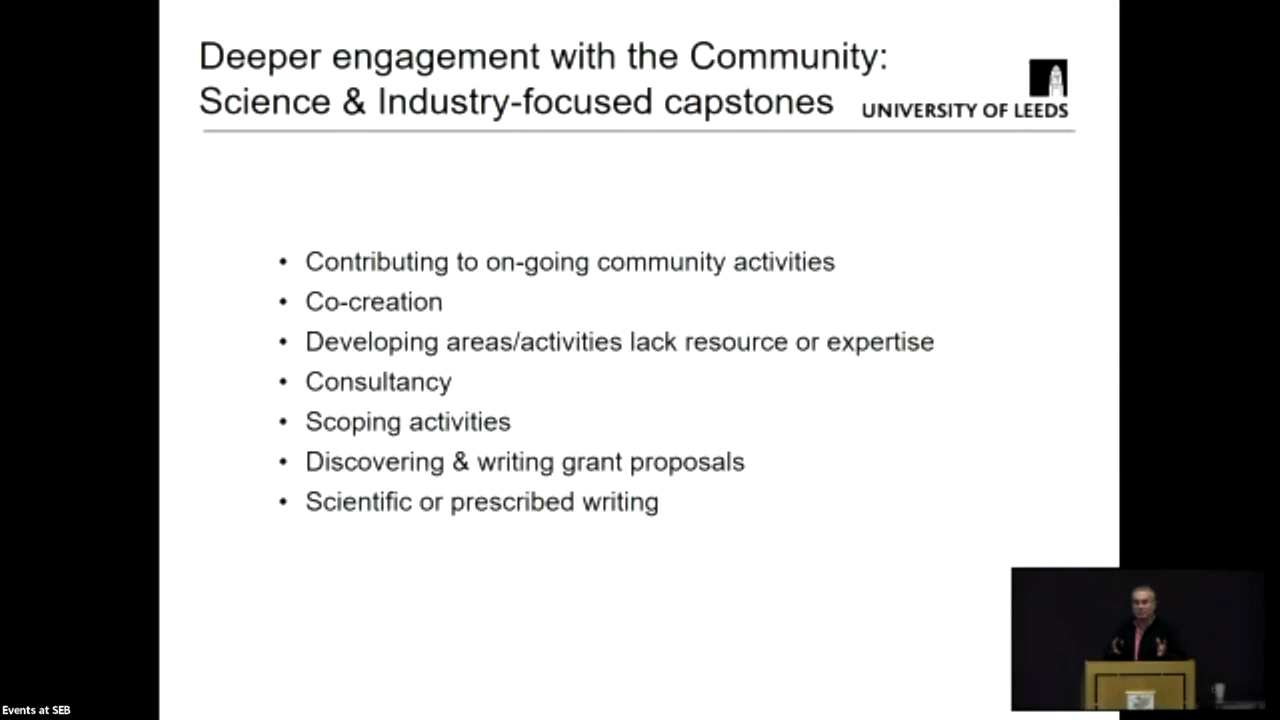 Deeper engagement with the Community:
Science & Industry-focused capstones
UNIVERSITY OF LEEDS
• Contributing to on-going community activities
• Co-creation
• Developing areas/activities lack resource or expertise
• Consultancy
• Scoping activities
• Discovering & writing grant proposals
• Scientific or prescribed writing
Events at SEB